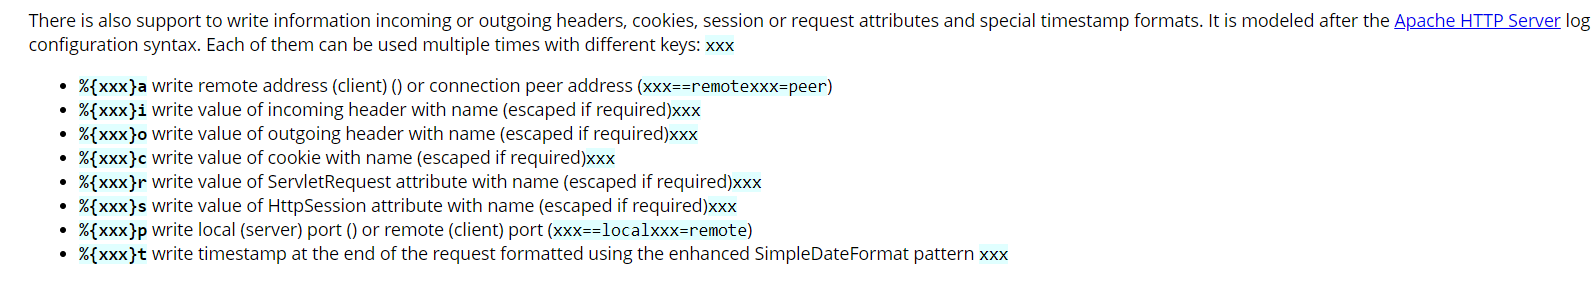 There is also support to write information incoming or outgoing headers, cookies, session or request attributes and special timestamp formats. It is modeled after the Apache HTTP Server log
configuration syntax. Each of them can be used multiple times with different keys: xxx
• %{xxx}a write remote address (client) () or connection peer address (xxx==remotexxx=peer)
• %{xxx}i write value of incoming header with name (escaped if required)xxx
• %{xxx}o write value of outgoing header with name (escaped if required)xxx
• %{xxx}c write value of cookie with name (escaped if required)xxx
• %{xxx}r write value of ServletRequest attribute with name (escaped if required)xxx
• %{xxx}s write value of HttpSession attribute with name (escaped if required)xxx
• %{xxx}p write local (server) port () or remote (client) port (xxx==localxxx=remote)
• %{xxx}t write timestamp at the end of the request formatted using the enhanced SimpleDateFormat pattern xxx